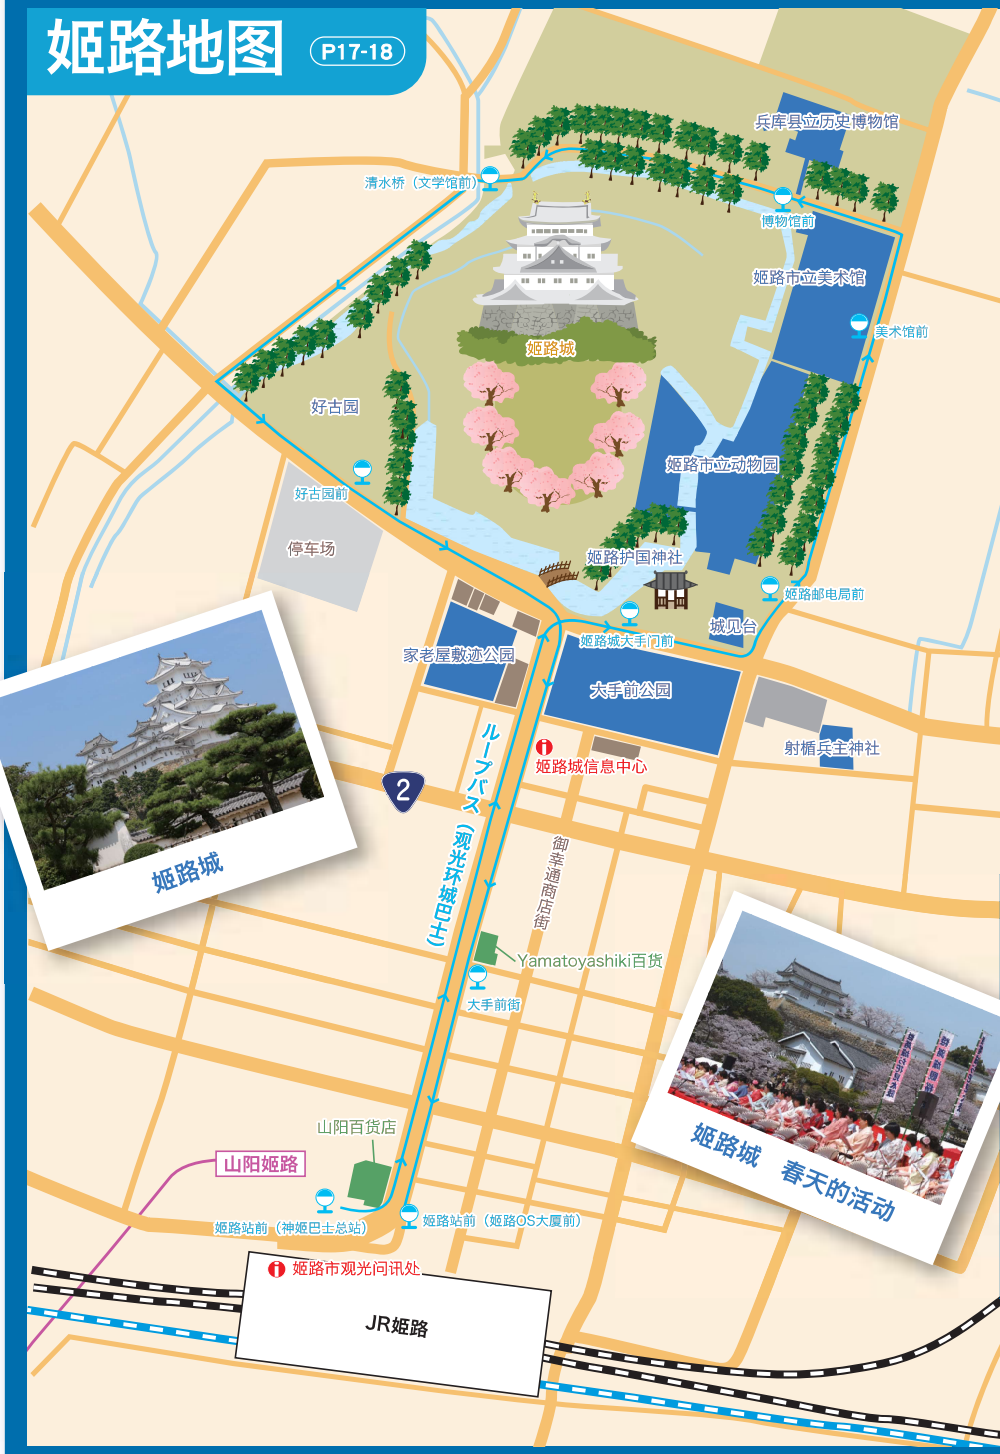 姬路地图
P17-18
兵库县立历史博物馆
清水桥（文学馆前）
博物馆前
姬路市立美术馆
美术馆前
姬路城
好古园
姬路市立动物园
好古园前
停车场
姬路护国神社
姬路邮电局前
城见台
姬路城大手门前
家老屋敷迹公园
大手前公园
射楯兵主神社
姬路城信息中心
2
ループバス（观光环城巴士）
御幸通商店街
姬路城
Yamatoyashiki百货
大手前街
姬路城　春天的活动
山阳百货店
山阳姬路
姬路站前（神姬巴士总站）
姬路站前（姬路OS大厦前）
姬路市观光问讯处
JR姬路